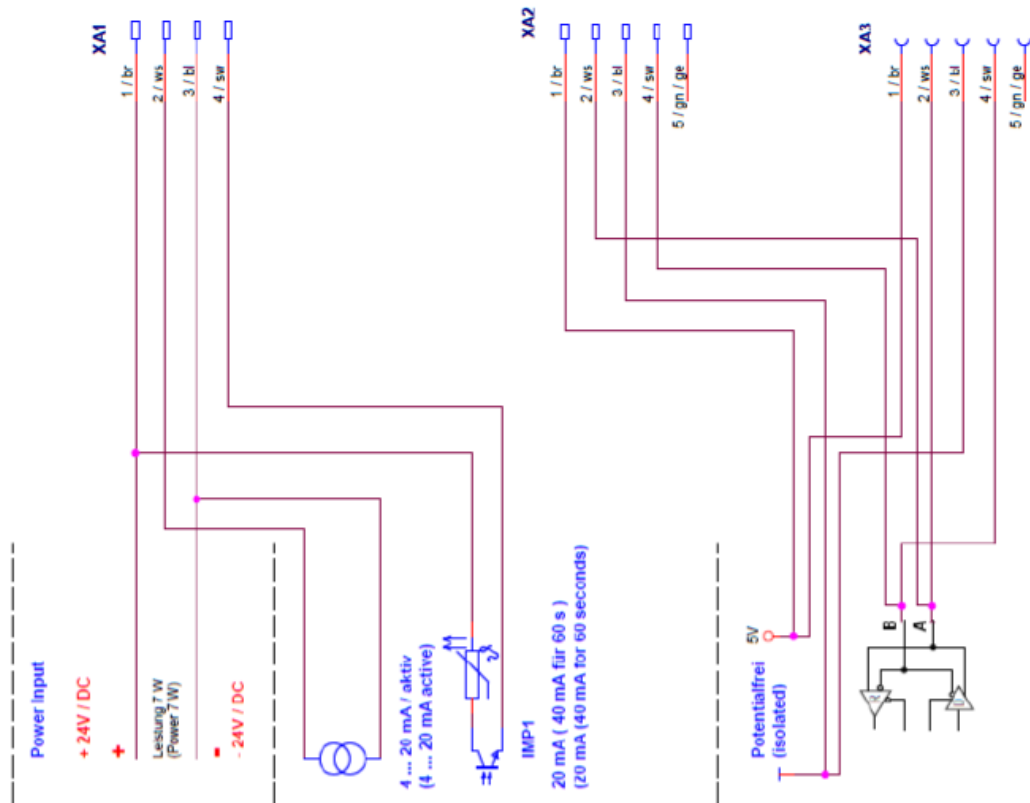 XA1
1 / br
2 / ws
3 / bl
4 / sw
XA2
1 / br
2 / ws
3 / bl
4 / sw
5 / gn / ge
XA3
1 / br
2 / ws
3 / bl
4 / sw
5 / gn / ge
Power Input
+ 24V / DC
+
Leistung 7 W
(Power 7 W)
-
- 24V / DC
4 ... 20 mA / aktiv
(4 ... 20 mA active)
IMP1
20 mA ( 40 mA für 60 s )
(20 mA (40 mA for 60 seconds)
Potentialfrei
(isolated)
5V
B
A